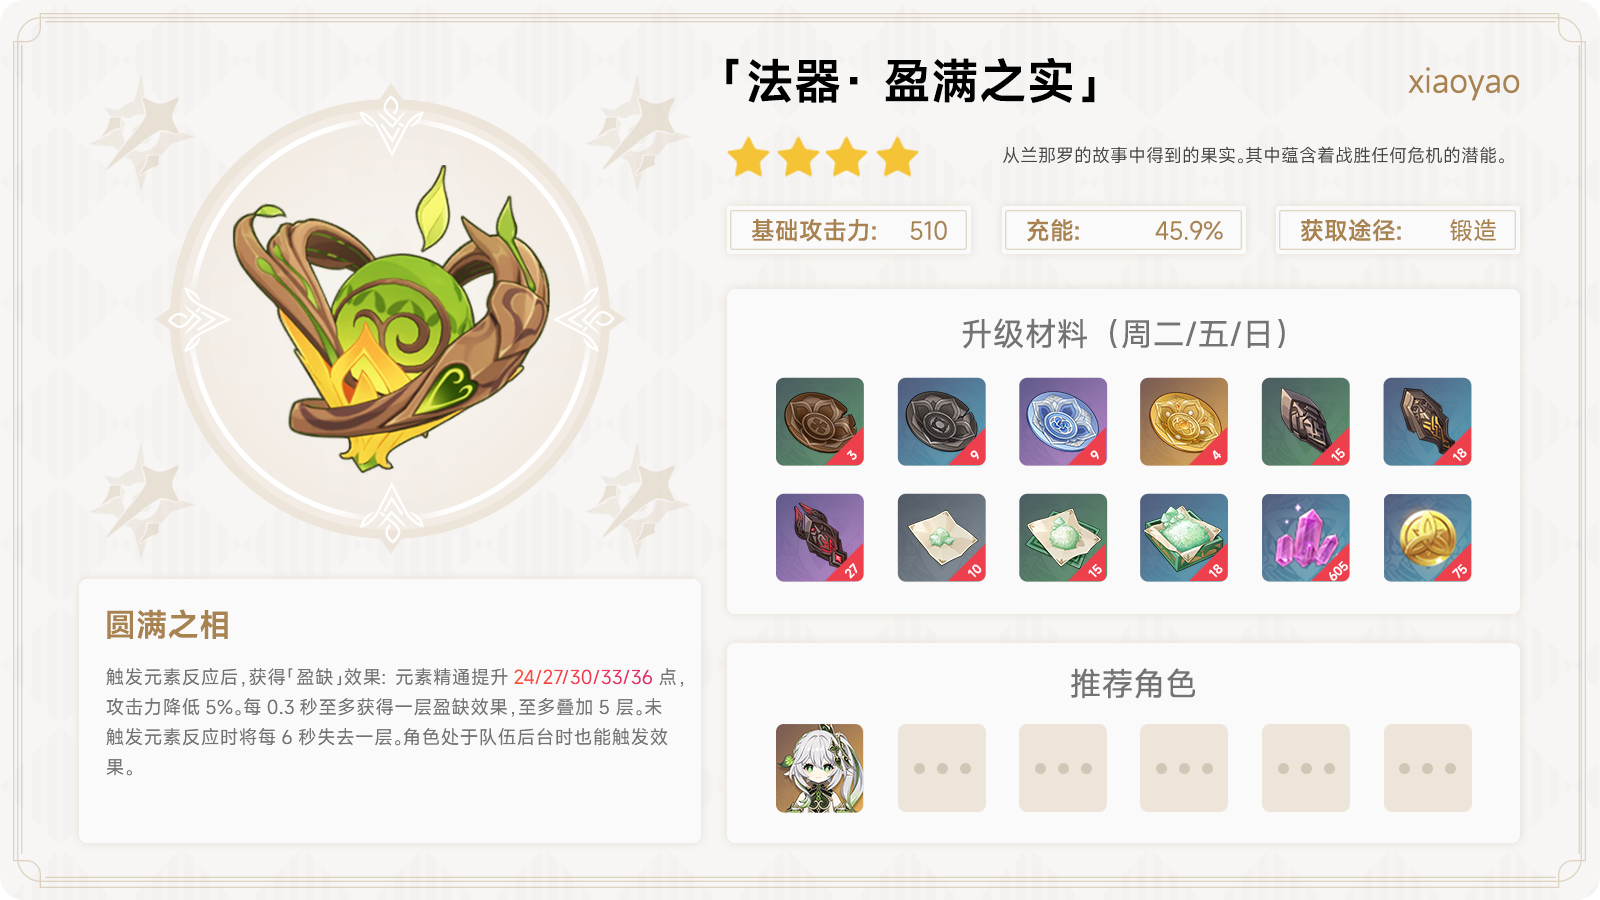 「法器· 盈满之实」
xiaoyao
从兰那罗的故事中得到的果实。其中蕴含着战胜任何危机的潜能。
基础攻击力: 510
充能: 45.9%
获取途径: 锻造
升级材料（周二/五/日）
3 9 9 4 15 18
27 10 15 18 605 75
圆满之相
触发元素反应后,获得「盈缺」效果: 元素精通提升 24/27/30/33/36 点,
攻击力降低 5%。每 0.3 秒至多获得一层盈缺效果,至多叠加 5 层。未
触发元素反应时将每 6 秒失去一层。角色处于队伍后台时也能触发效
果。
推荐角色